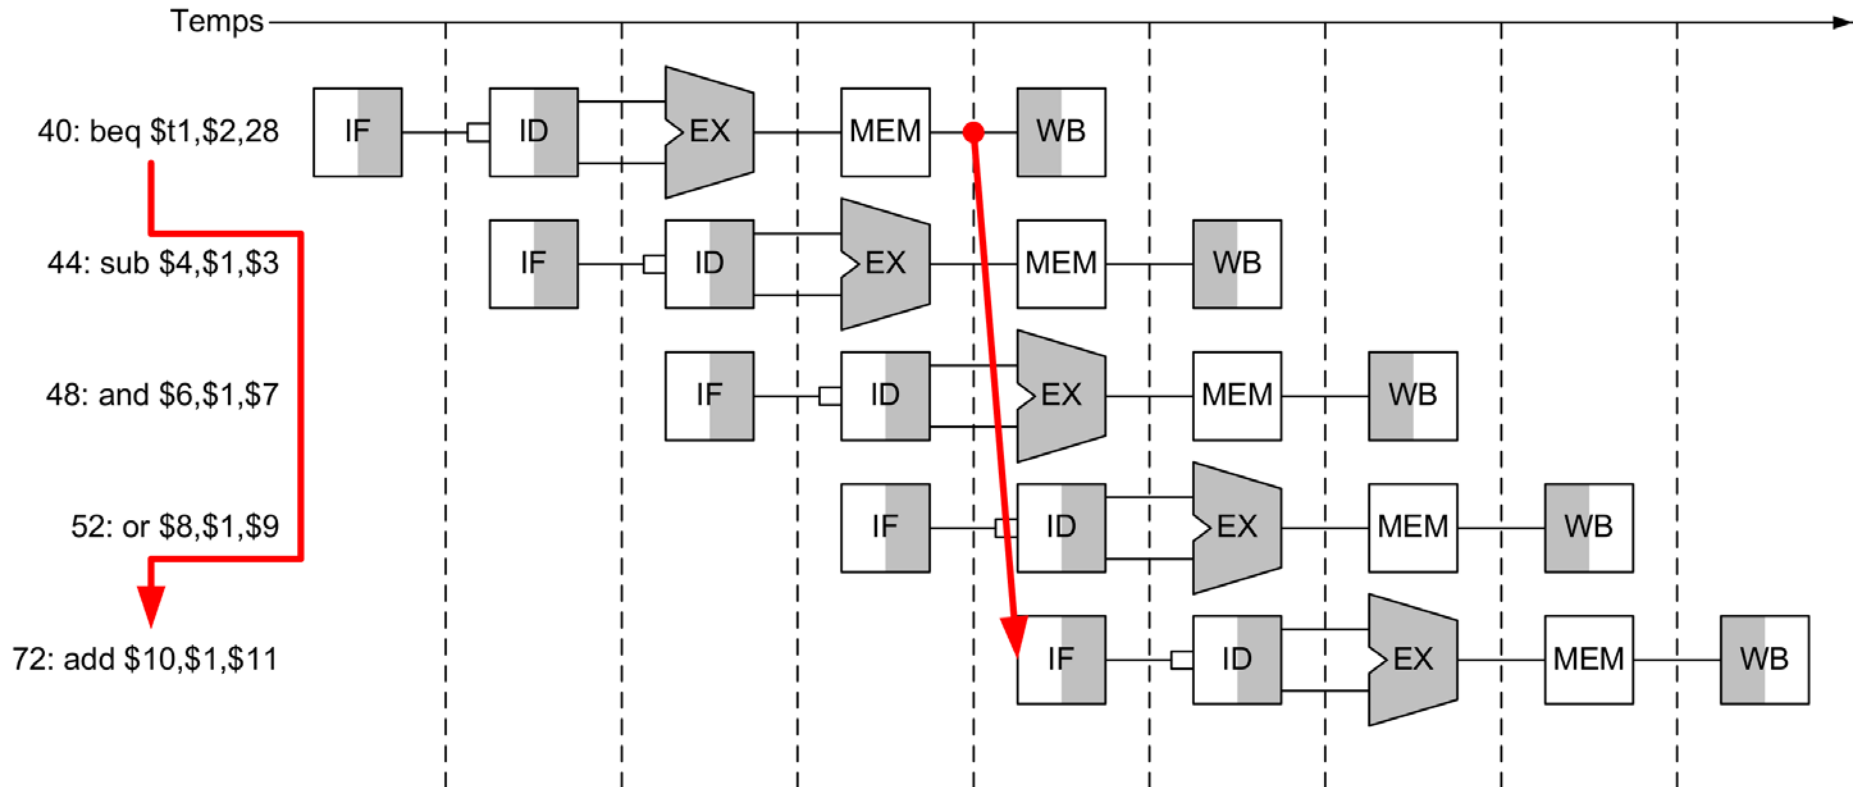 Temps
40: beq $t1,$2,28 IF ID EX MEM WB
44: sub $4,$1,$3 IF ID EX MEM WB
48: and $6,$1,$7 IF ID EX MEM WB
52: or $8,$1,$9 IF ID EX MEM WB
72: add $10,$1,$11 IF ID EX MEM WB